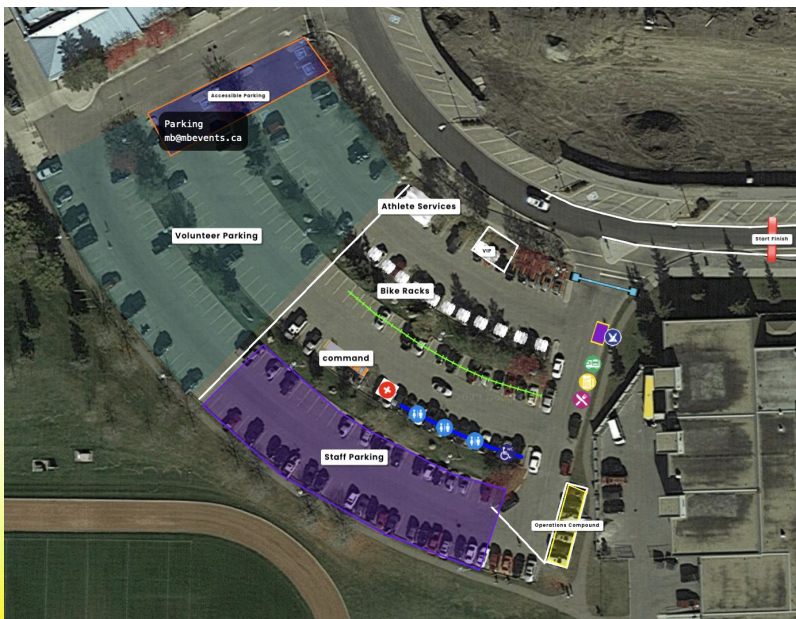 Accessible Parking
Parking
mb@mbevents.ca
Athlete Services
Volunteer Parking
VIP
Start Finish
Bike Racks
command
Staff Parking
Operations Compound